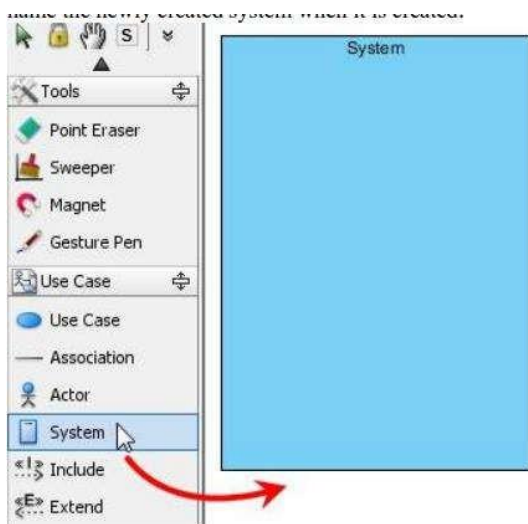 name the newly created system when it is created.
S
System
Tools
Point Eraser
Sweeper
Magnet
Gesture Pen
Use Case
Use Case
Association
Actor
System
«I» Include
«E» Extend